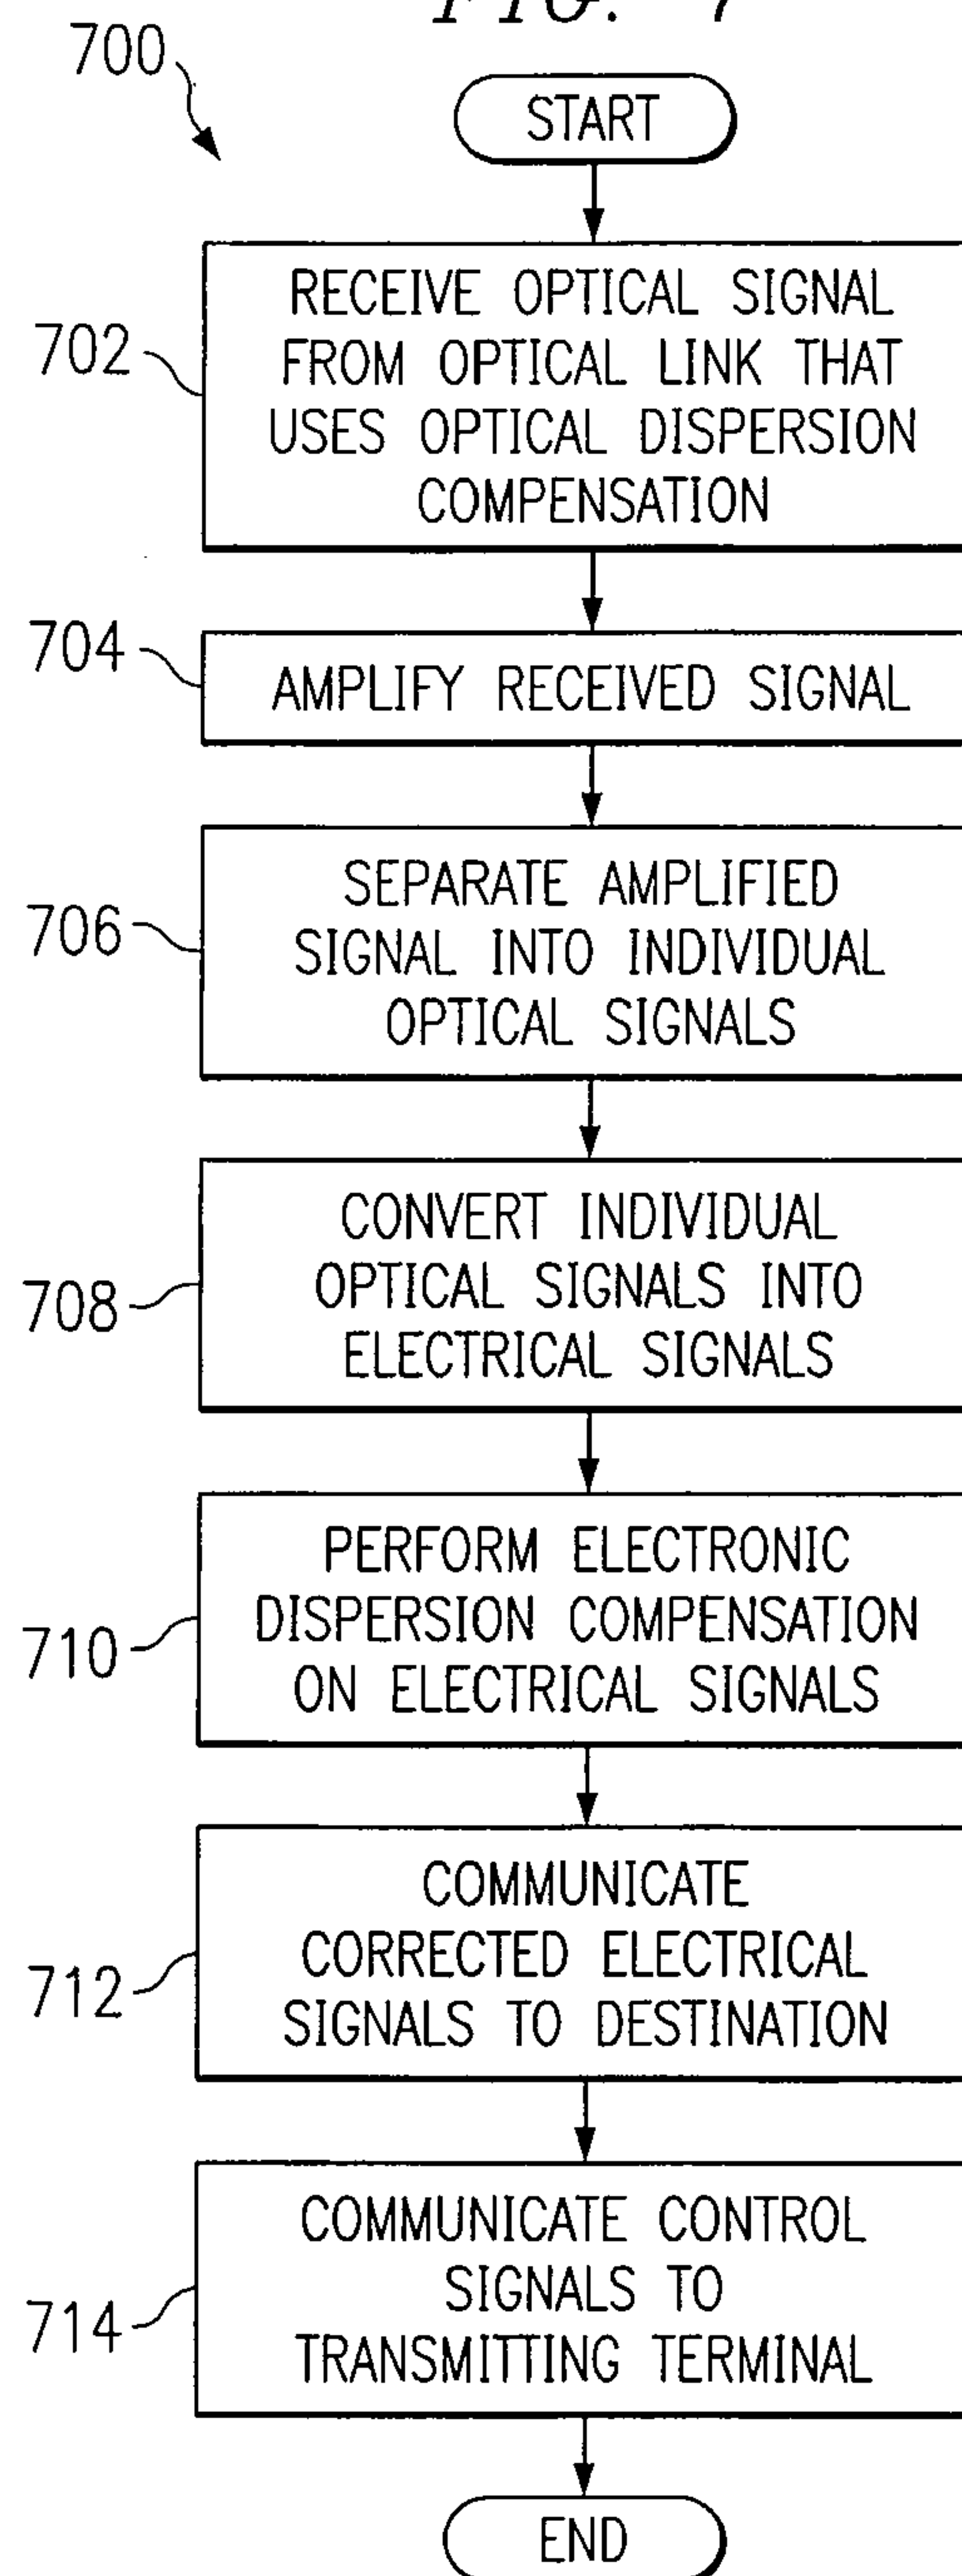 FIG. 7
700
START
702
RECEIVE OPTICAL SIGNAL
FROM OPTICAL LINK THAT
USES OPTICAL DISPERSION
COMPENSATION
704
AMPLIFY RECEIVED SIGNAL
706
SEPARATE AMPLIFIED
SIGNAL INTO INDIVIDUAL
OPTICAL SIGNALS
708
CONVERT INDIVIDUAL
OPTICAL SIGNALS INTO
ELECTRICAL SIGNALS
710
PERFORM ELECTRONIC
DISPERSION COMPENSATION
ON ELECTRICAL SIGNALS
712
COMMUNICATE
CORRECTED ELECTRICAL
SIGNALS TO DESTINATION
714
COMMUNICATE CONTROL
SIGNALS TO
TRANSMITTING TERMINAL
END